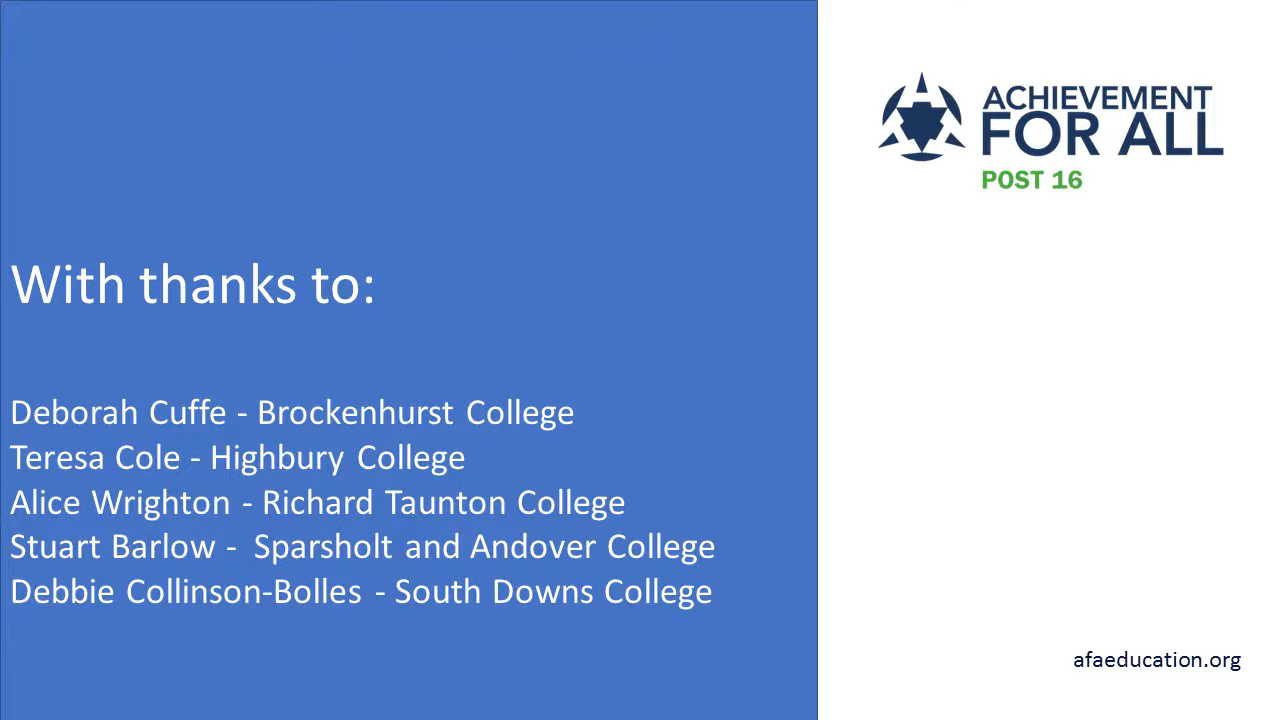 With thanks to:
Deborah Cuffe - Brockenhurst College
Teresa Cole - Highbury College
Alice Wrighton - Richard Taunton College
Stuart Barlow -  Sparsholt and Andover College
Debbie Collinson-Bolles - South Downs College
ACHIEVEMENT
FOR ALL
POST 16
afaeducation.org